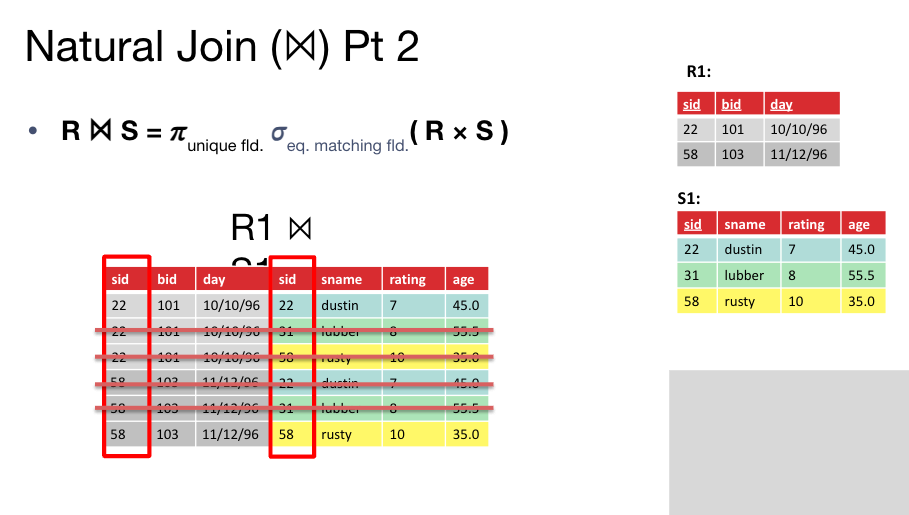 Natural Join (⋈) Pt 2
• R ⋈ S = π unique fld. σ eq. matching fld. ( R × S )
R1 ⋈
S1
sid bid day sid sname rating age
22 101 10/10/96 22 dustin 7 45.0
22 101 10/10/96 31 lubber 8 55.5
22 101 10/10/96 58 rusty 10 35.0
58 103 11/12/96 22 dustin 7 45.0
58 103 11/12/96 31 lubber 8 55.5
58 103 11/12/96 58 rusty 10 35.0
R1:
sid bid day
22 101 10/10/96
58 103 11/12/96
S1:
sid sname rating age
22 dustin 7 45.0
31 lubber 8 55.5
58 rusty 10 35.0